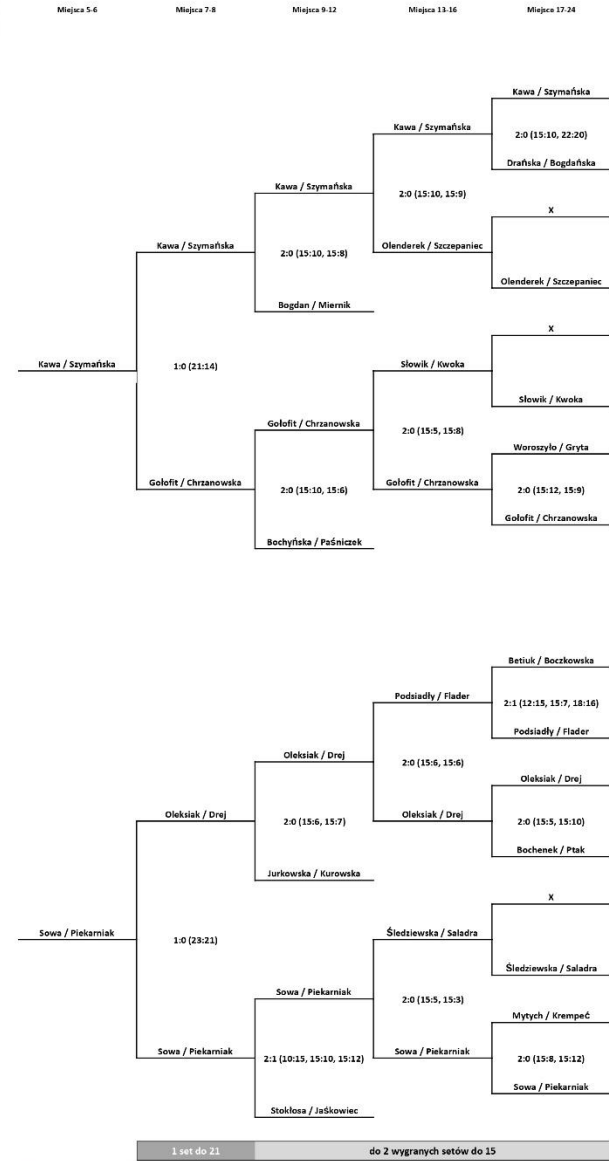 Miejsca 5-6 Miejsca 7-8 Miejsca 9-12 Miejsca 13-16 Miejsca 17-24
Kawa / Szymańska
Kawa / Szymańska 2:0 (15:10, 22:20)
Drańska / Bogdańska
Kawa / Szymańska 2:0 (15:10, 15:9)
X
Kawa / Szymańska 2:0 (15:10, 15:8) Olenderek / Szczepaniec
Olenderek / Szczepaniec
Bogdan / Miernik
X
Kawa / Szymańska 1:0 (21:14) Słowik / Kwoka
Słowik / Kwoka
Gołofit / Chrzanowska 2:0 (15:5, 15:8)
Woroszyło / Gryta
Gołofit / Chrzanowska 2:0 (15:10, 15:6) Gołofit / Chrzanowska 2:0 (15:12, 15:9)
Gołofit / Chrzanowska
Bochyńska / Paśniczek
Betiuk / Boczkowska
Podsiadły / Flader 2:1 (12:15, 15:7, 18:16)
Podsiadły / Flader
Oleksiak / Drej 2:0 (15:6, 15:6)
Oleksiak / Drej
Oleksiak / Drej 2:0 (15:6, 15:7) Oleksiak / Drej 2:0 (15:5, 15:10)
Bochenek / Ptak
Jurkowska / Kurowska
X
Sowa / Piekarniak 1:0 (23:21) Śledziewska / Saladra
Śledziewska / Saladra
Sowa / Piekarniak 2:0 (15:5, 15:3)
Mytych / Krempeć
Sowa / Piekarniak 2:1 (10:15, 15:10, 15:12) Sowa / Piekarniak 2:0 (15:8, 15:12)
Sowa / Piekarniak
Stokłosa / Jaśkowiec
1 set do 21 do 2 wygranych setów do 15